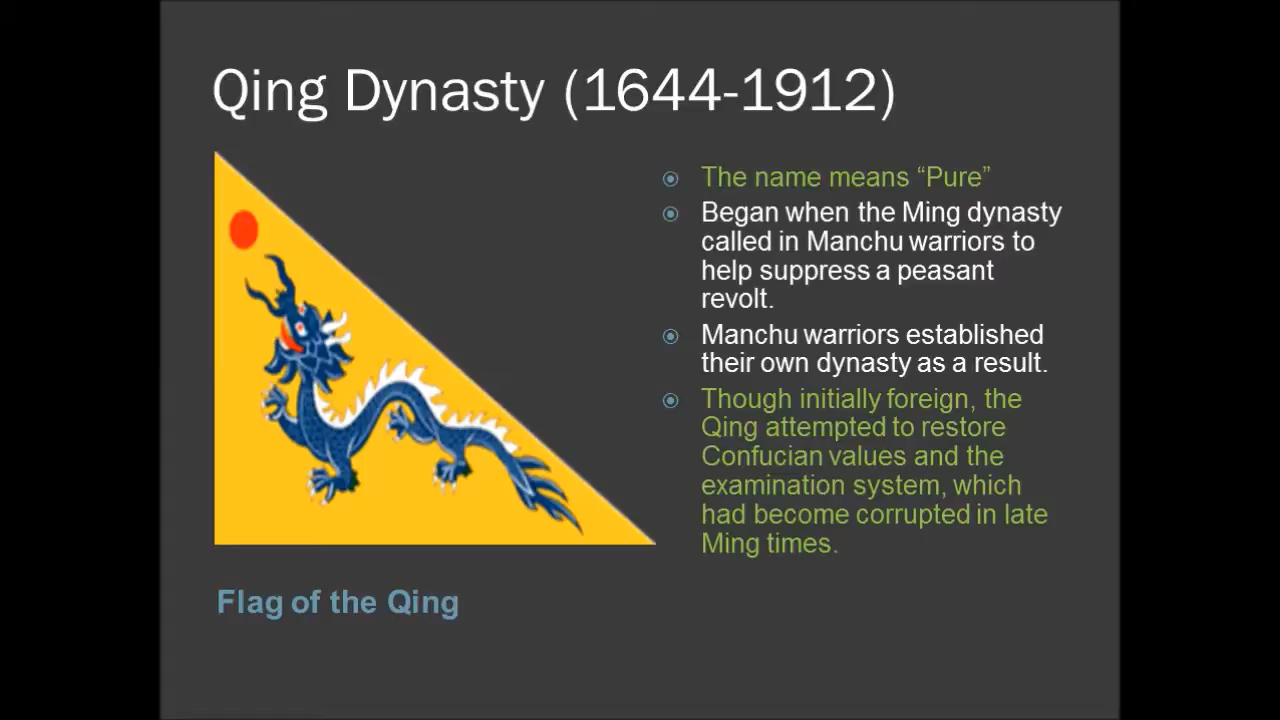 Qing Dynasty (1644-1912)
The name means “Pure”
Began when the Ming dynasty
called in Manchu warriors to
help suppress a peasant
revolt.
Manchu warriors established
their own dynasty as a result.
Though initially foreign, the
Qing attempted to restore
Confucian values and the
examination system, which
had become corrupted in late
Ming times.
Flag of the Qing